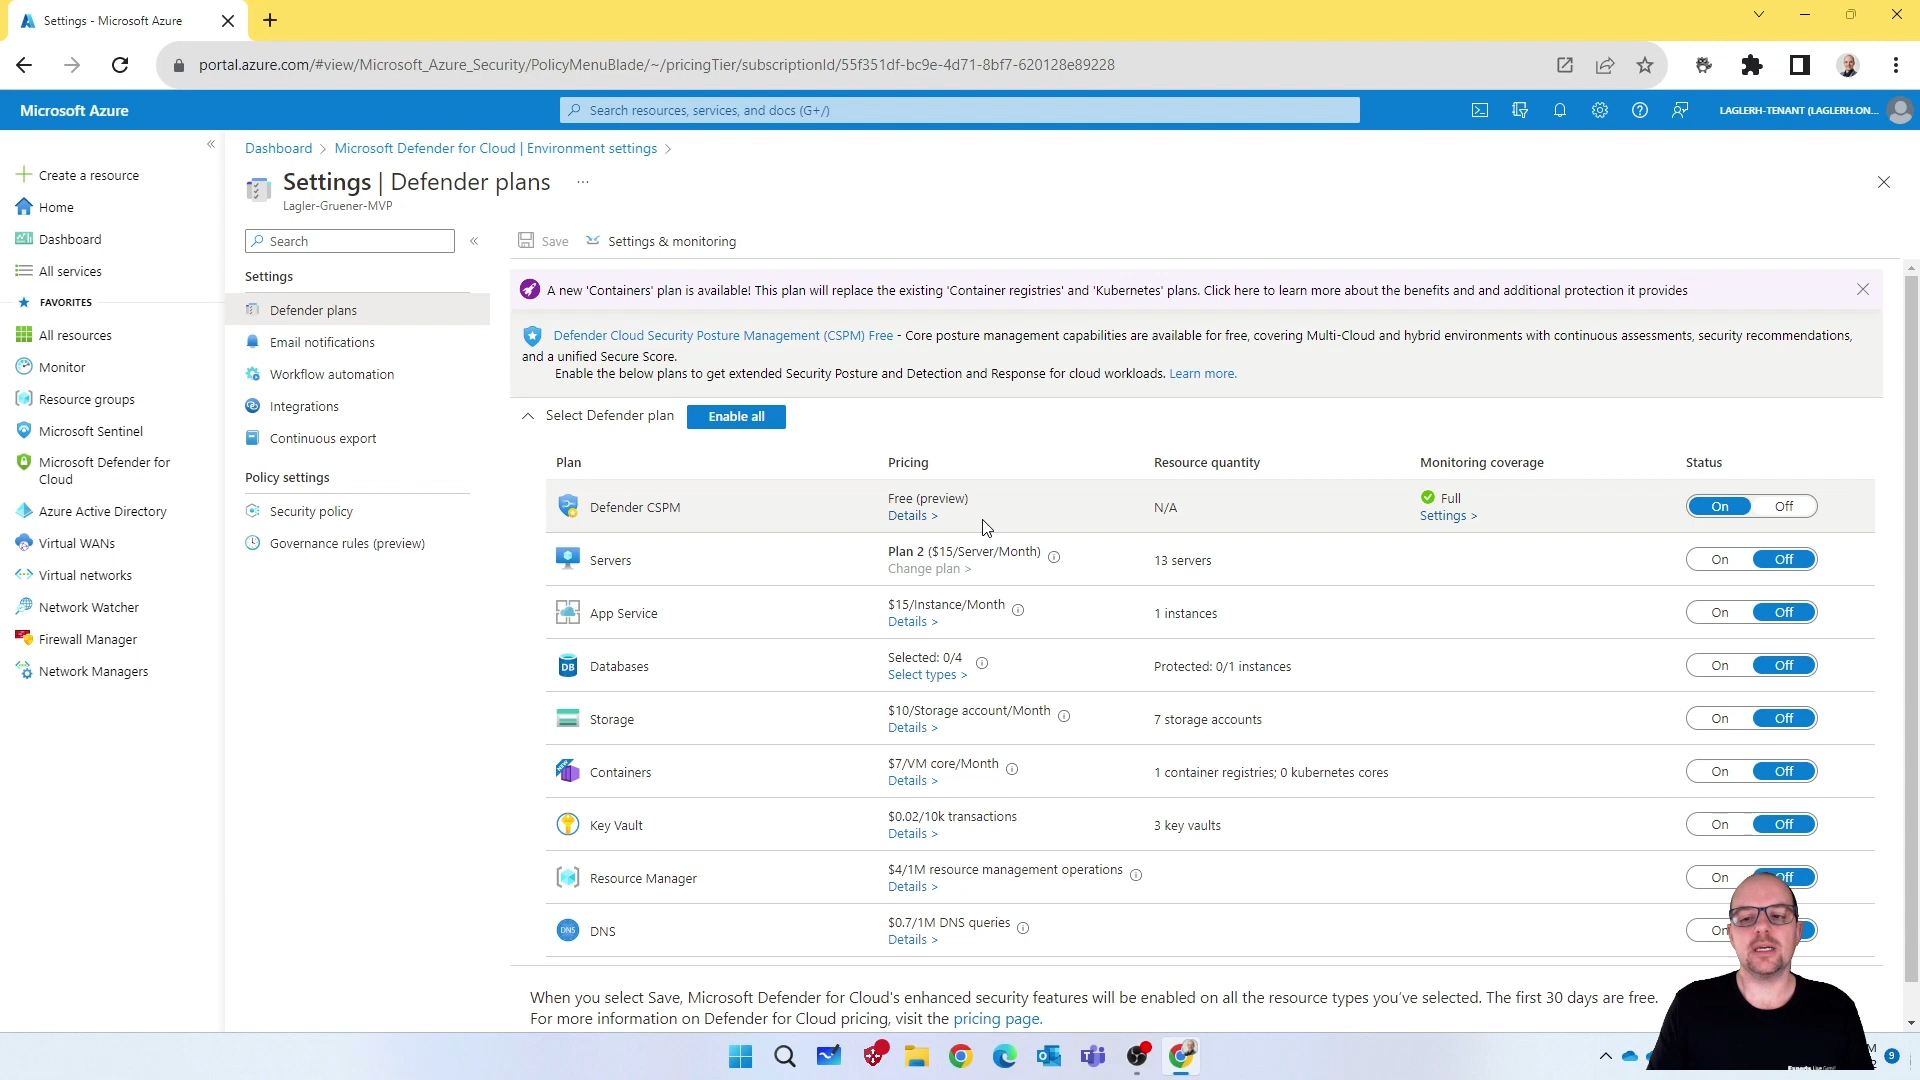 Settings - Microsoft Azure
portal.azure.com/#view/Microsoft_Azure_Security/PolicyMenuBlade/~/pricingTier/subscriptionId/55f351df-bc9e-4d71-8bf7-620128e89228
Microsoft Azure
Search resources, services, and docs (G+/)
LAGLERH-TENANT (LAGLERH.ON...
Create a resource
Home
Dashboard
All services
FAVORITES
All resources
Monitor
Resource groups
Microsoft Sentinel
Microsoft Defender for
Cloud
Azure Active Directory
Virtual WANs
Virtual networks
Network Watcher
Firewall Manager
Network Managers
Dashboard > Microsoft Defender for Cloud | Environment settings >
Settings | Defender plans ...
Lagler-Gruener-MVP
Search
Settings
Defender plans
Email notifications
Workflow automation
Integrations
Continuous export
Policy settings
Security policy
Governance rules (preview)
Save Settings & monitoring
A new 'Containers' plan is available! This plan will replace the existing 'Container registries' and 'Kubernetes' plans. Click here to learn more about the benefits and and additional protection it provides
Defender Cloud Security Posture Management (CSPM) Free - Core posture management capabilities are available for free, covering Multi-Cloud and hybrid environments with continuous assessments, security recommendations,
and a unified Secure Score.
Enable the below plans to get extended Security Posture and Detection and Response for cloud workloads. Learn more.
Select Defender plan Enable all
Plan Pricing Resource quantity Monitoring coverage Status
Defender CSPM Free (preview) N/A Full On Off
Details > Settings >
Servers Plan 2 ($15/Server/Month) 13 servers On Off
Change plan >
App Service $15/Instance/Month 1 instances On Off
Details >
DB Databases Selected: 0/4 Protected: 0/1 instances On Off
Select types >
Storage $10/Storage account/Month 7 storage accounts On Off
Details >
NEW Containers $7/VM core/Month 1 container registries; 0 kubernetes cores On Off
Details >
Key Vault $0.02/10k transactions 3 key vaults On Off
Details >
Resource Manager $4/1M resource management operations On Off
Details >
DNS DNS $0.7/1M DNS queries On
Details >
When you select Save, Microsoft Defender for Cloud's enhanced security features will be enabled on all the resource types you've selected. The first 30 days are free.
For more information on Defender for Cloud pricing, visit the pricing page.
9